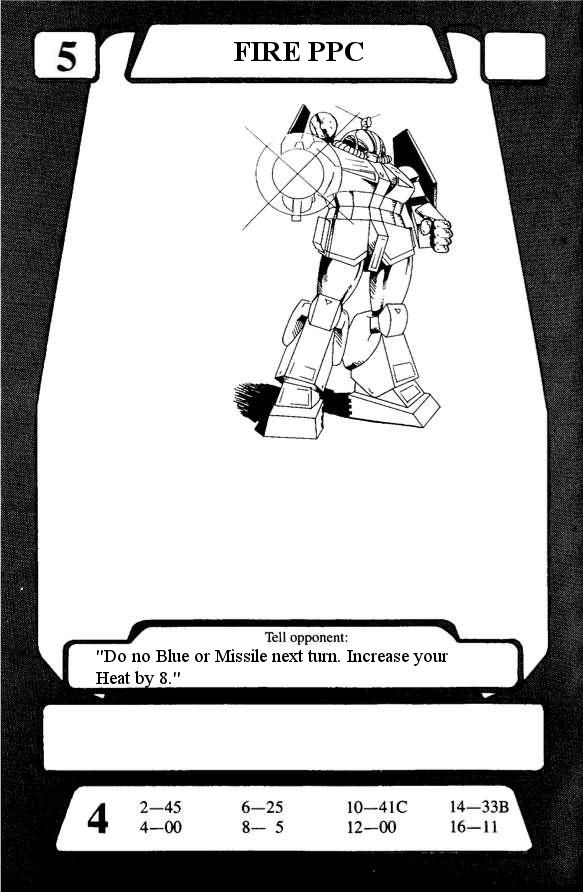 5
FIRE PPC
Tell opponent:
"Do no Blue or Missile next turn. Increase your
Heat by 8."
4
2—45 6—25 10—41C 14—33B
4—00 8— 5 12—00 16—11